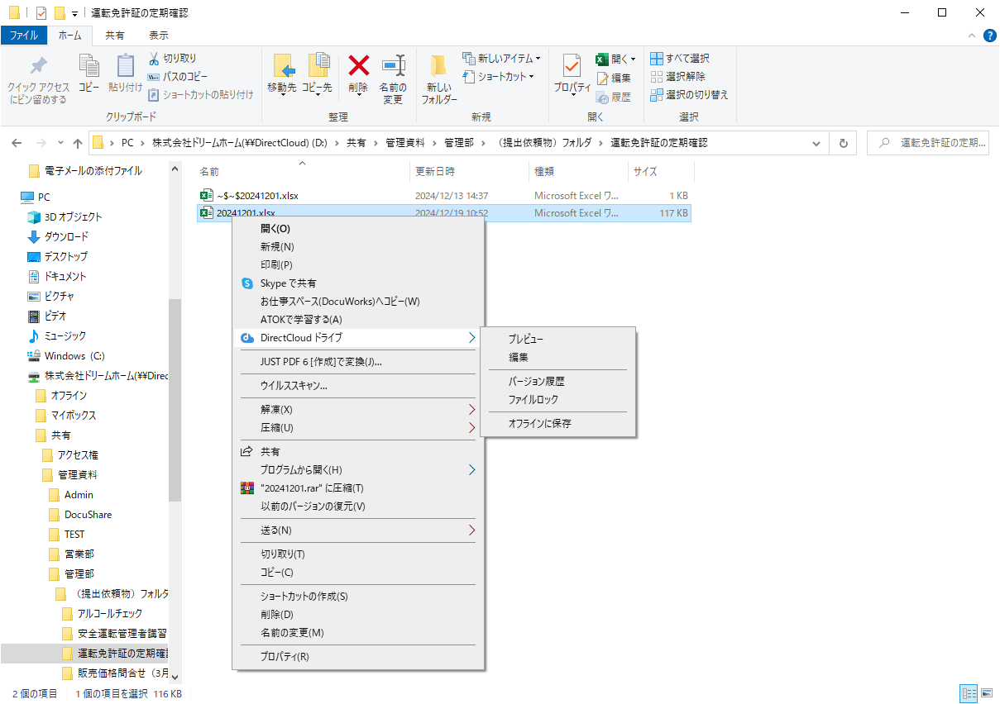 運転免許証の定期確認
ファイル ホーム 共有 表示
クイック アクセス
にピン留めする
コピー
貼り付け
切り取り
パスのコピー
ショートカットの貼り付け
クリップボード
移動先
コピー先
削除
名前の
変更
整理
新しい
フォルダー
新しいアイテム
ショートカット
新規
プロパティ
開く
編集
履歴
開く
すべて選択
選択解除
選択の切り替え
選択
PC 株式会社ドリームホーム(¥¥DirectCloud) (D:) 共有 管理資料 管理部 （提出依頼物）フォルダ 運転免許証の定期確認
運転免許証の定期...
電子メールの添付ファイル
PC
3D オブジェクト
ダウンロード
デスクトップ
ドキュメント
ピクチャ
ビデオ
ミュージック
Windows (C:)
株式会社ドリームホーム(¥¥Direc
オフライン
マイボックス
共有
アクセス権
管理資料
Admin
DocuShare
TEST
営業部
管理部
（提出依頼物）フォルダ
アルコールチェック
安全運転管理者講習
運転免許証の定期確認
販売価格問合せ（3月
名前 更新日時 種類 サイズ
~$~$20241201.xlsx 2024/12/13 14:37 Microsoft Excel ワ... 1 KB
20241201.xlsx 2024/12/19 10:52 Microsoft Excel ワ... 117 KB
開く(O)
新規(N)
印刷(P)
Skype で共有
お仕事スペース(DocuWorks)へコピー(W)
ATOKで学習する(A)
DirectCloud ドライブ
JUST PDF 6 [作成]で変換(J)...
ウイルススキャン...
解凍(X)
圧縮(U)
共有
プログラムから開く(H)
"20241201.rar" に圧縮(T)
以前のバージョンの復元(V)
送る(N)
切り取り(T)
コピー(C)
ショートカットの作成(S)
削除(D)
名前の変更(M)
プロパティ(R)
プレビュー
編集
バージョン履歴
ファイルロック
オフラインに保存
2 個の項目 1 個の項目を選択 116 KB